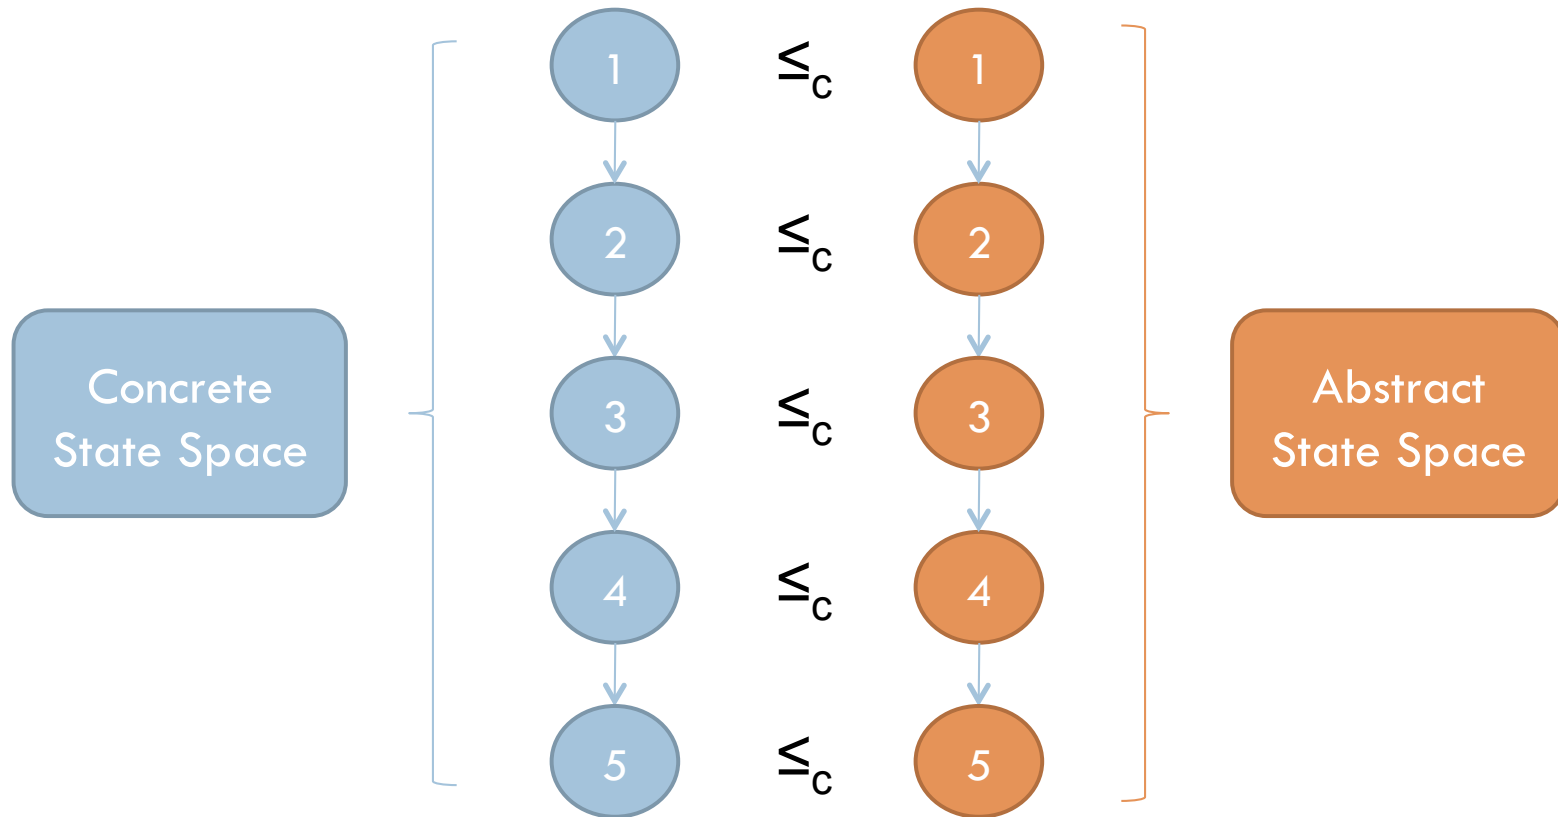 1 ≤c 1
2 ≤c 2
Concrete
State Space
3 ≤c 3
Abstract
State Space
4 ≤c 4
5 ≤c 5